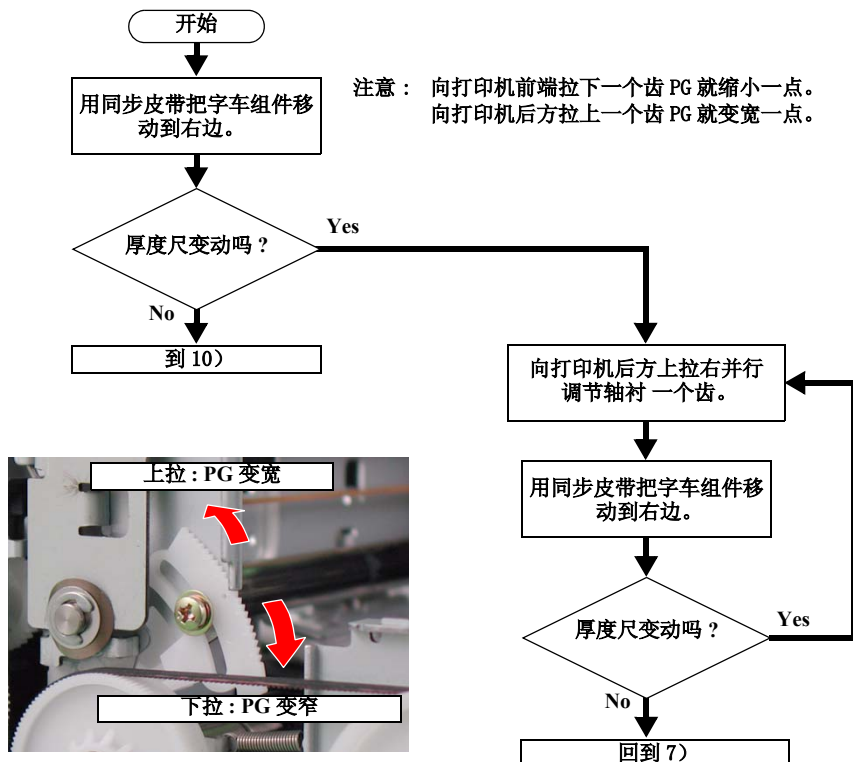 开始
用同步皮带把字车组件移
动到右边。
注意： 向打印机前端拉下一个齿 PG 就缩小一点。
向打印机后方拉上一个齿 PG 就变宽一点。
厚度尺变动吗？
Yes
No
到 10）
向打印机后方上拉右并行
调节轴衬 一个齿。
用同步皮带把字车组件移
动到右边。
厚度尺变动吗？
Yes
No
回到 7）
上拉 : PG 变宽
下拉 : PG 变窄